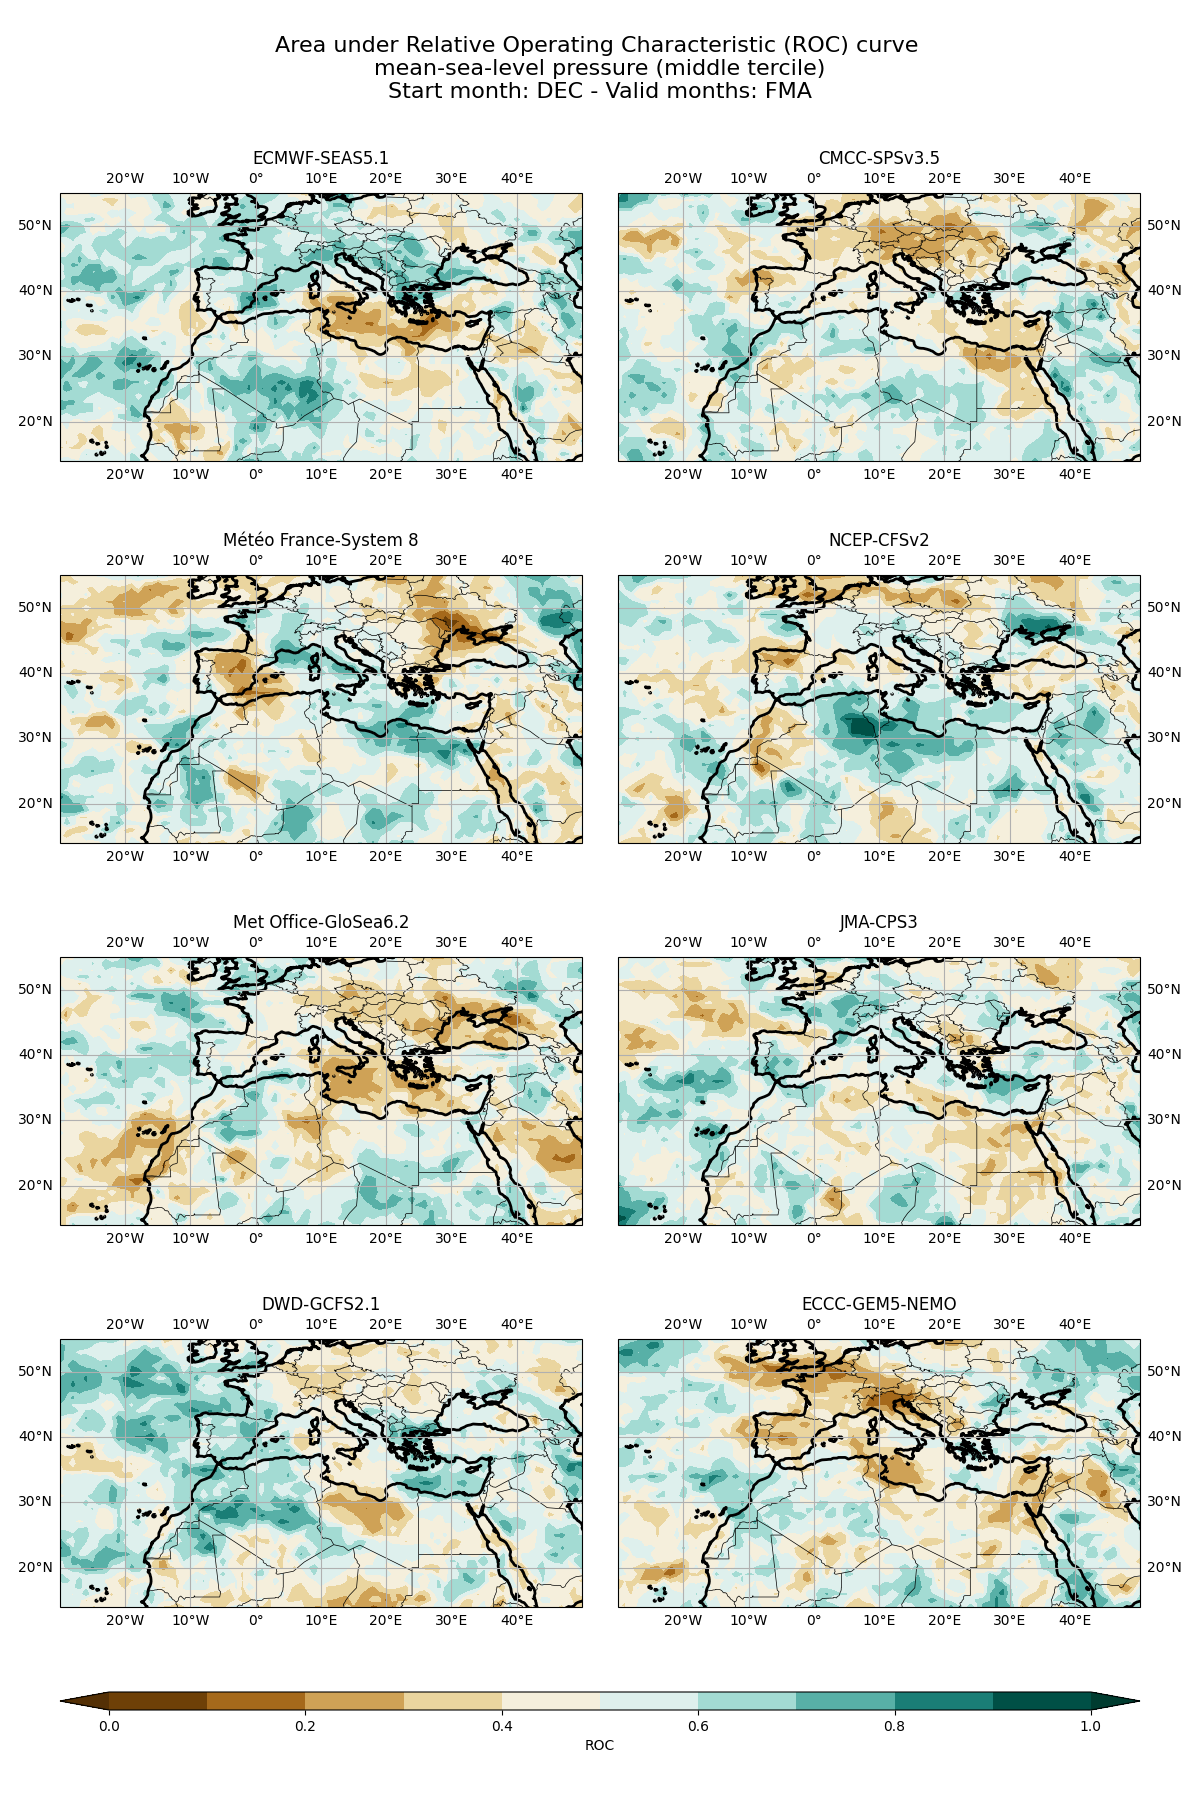 Area under Relative Operating Characteristic (ROC) curve
mean-sea-level pressure (middle tercile)
Start month: DEC - Valid months: FMA
ECMWF-SEAS5.1
20°W 10°W 0° 10°E 20°E 30°E 40°E
50°N
40°N
30°N
20°N
20°W 10°W 0° 10°E 20°E 30°E 40°E
CMCC-SPSv3.5
20°W 10°W 0° 10°E 20°E 30°E 40°E
50°N
40°N
30°N
20°N
20°W 10°W 0° 10°E 20°E 30°E 40°E
Météo France-System 8
20°W 10°W 0° 10°E 20°E 30°E 40°E
50°N
40°N
30°N
20°N
20°W 10°W 0° 10°E 20°E 30°E 40°E
NCEP-CFSv2
20°W 10°W 0° 10°E 20°E 30°E 40°E
50°N
40°N
30°N
20°N
20°W 10°W 0° 10°E 20°E 30°E 40°E
Met Office-GloSea6.2
20°W 10°W 0° 10°E 20°E 30°E 40°E
50°N
40°N
30°N
20°N
20°W 10°W 0° 10°E 20°E 30°E 40°E
JMA-CPS3
20°W 10°W 0° 10°E 20°E 30°E 40°E
50°N
40°N
30°N
20°N
20°W 10°W 0° 10°E 20°E 30°E 40°E
DWD-GCFS2.1
20°W 10°W 0° 10°E 20°E 30°E 40°E
50°N
40°N
30°N
20°N
20°W 10°W 0° 10°E 20°E 30°E 40°E
ECCC-GEM5-NEMO
20°W 10°W 0° 10°E 20°E 30°E 40°E
50°N
40°N
30°N
20°N
20°W 10°W 0° 10°E 20°E 30°E 40°E
0.0 0.2 0.4 0.6 0.8 1.0
ROC